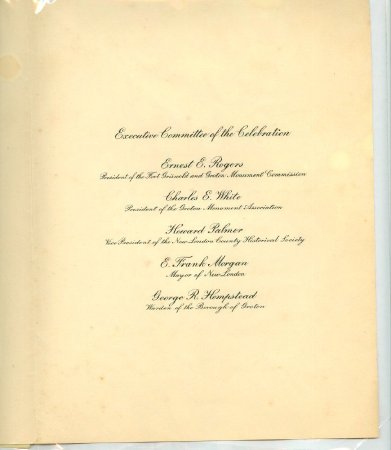 Executive Committee of the Celebration
Ernest E. Rogers
President of the Fort Griswold and Groton Monument Commission
Charles E. White
President of the Groton Monument Association
Howard Palmer
Vice President of the New London County Historical Society
E. Frank Morgan
Mayor of New London
George R. Hempstead
Warden of the Borough of Groton